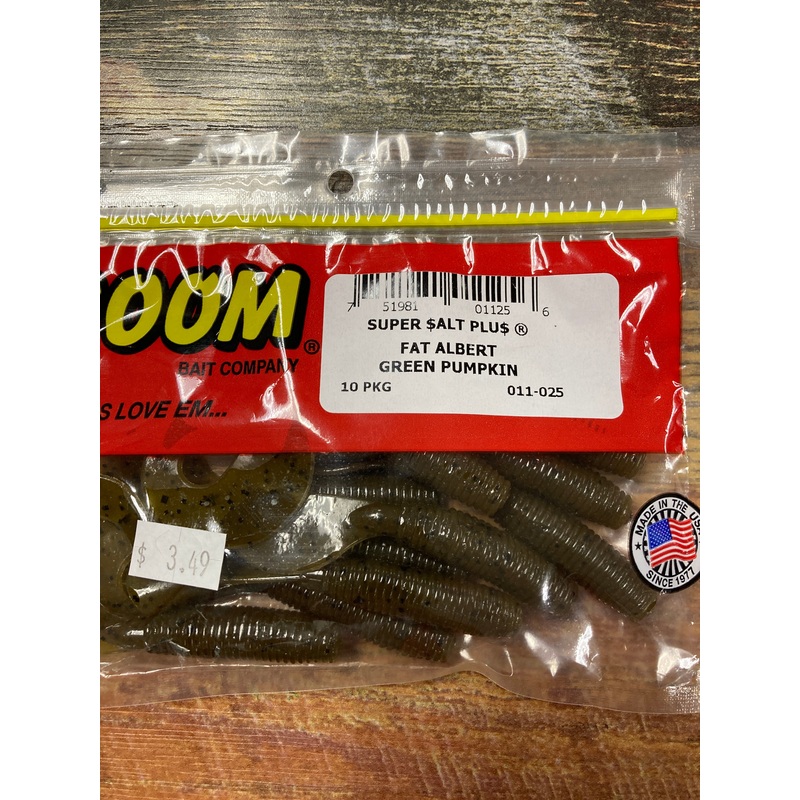 OOM®
BAIT COMPANY
S LOVE EM...
7 51981 01125 6
SUPER $ALT PLU$ ®
FAT ALBERT
GREEN PUMPKIN
10 PKG 011-025
$ 3.49
MADE IN THE USA
SINCE 1977